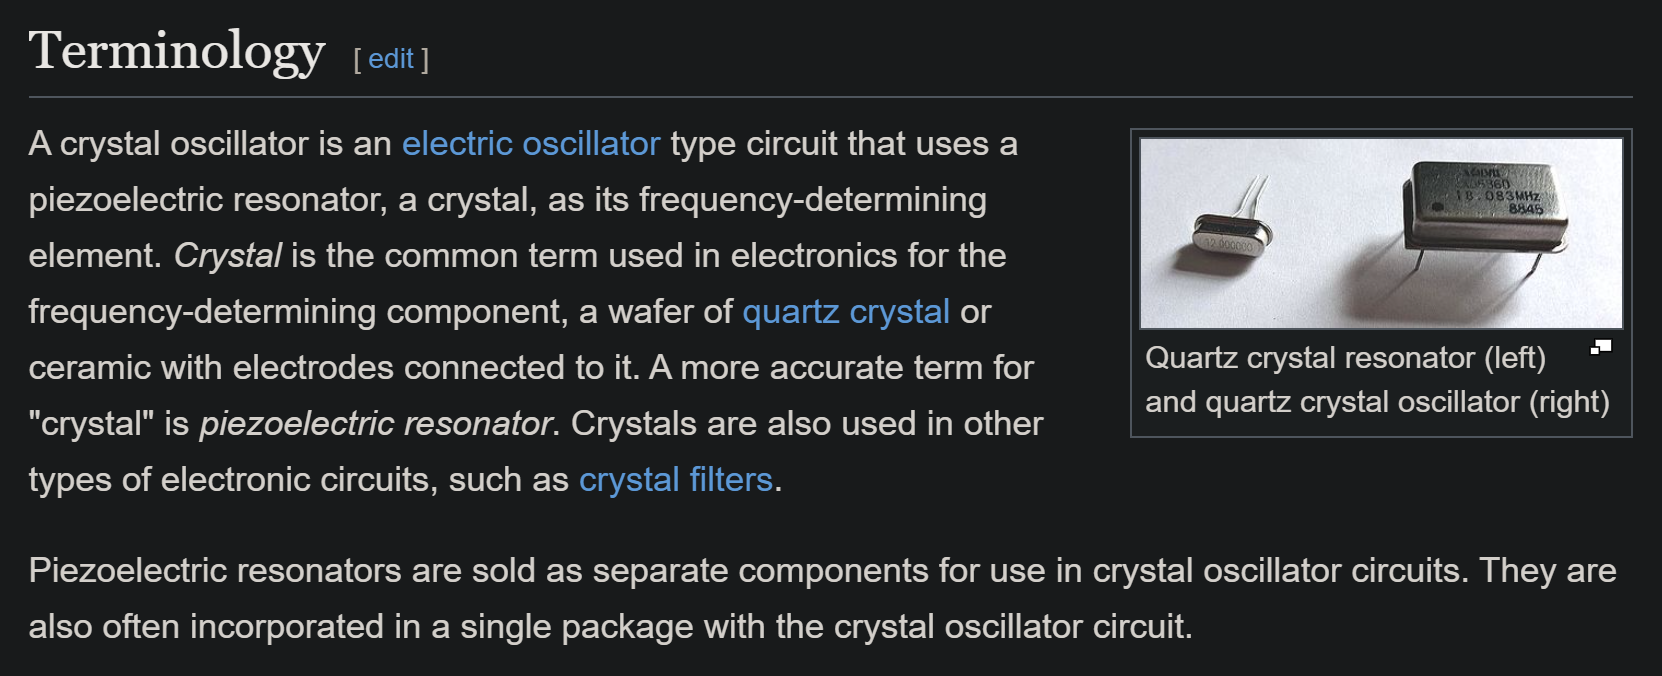 Terminology [ edit ]
A crystal oscillator is an electric oscillator type circuit that uses a
piezoelectric resonator, a crystal, as its frequency-determining
element. Crystal is the common term used in electronics for the
frequency-determining component, a wafer of quartz crystal or
ceramic with electrodes connected to it. A more accurate term for
"crystal" is piezoelectric resonator. Crystals are also used in other
types of electronic circuits, such as crystal filters.
12.000000
18.083MHz
8845
Quartz crystal resonator (left)
and quartz crystal oscillator (right)
Piezoelectric resonators are sold as separate components for use in crystal oscillator circuits. They are
also often incorporated in a single package with the crystal oscillator circuit.